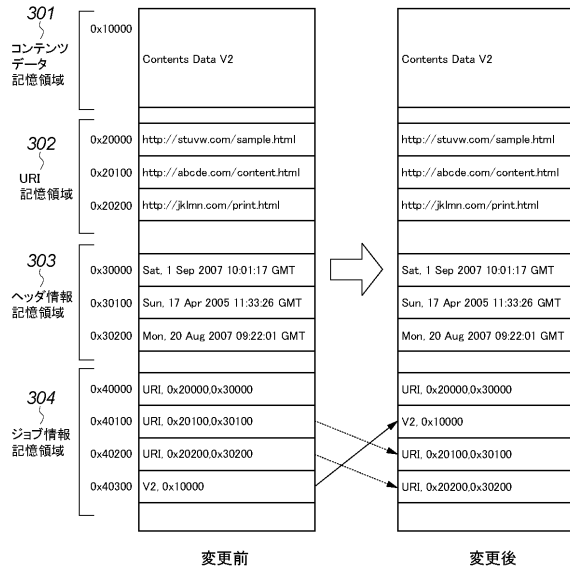 301
コンテンツ
データ
記憶領域
0x10000
Contents Data V2
Contents Data V2
302
URI
記憶領域
0x20000
http://stuvw.com/sample.html
http://stuvw.com/sample.html
0x20100
http://abcde.com/content.html
http://abcde.com/content.html
0x20200
http://jklmn.com/print.html
http://jklmn.com/print.html
303
ヘッダ情報
記憶領域
0x30000
Sat, 1 Sep 2007 10:01:17 GMT
Sat, 1 Sep 2007 10:01:17 GMT
0x30100
Sun, 17 Apr 2005 11:33:26 GMT
Sun, 17 Apr 2005 11:33:26 GMT
0x30200
Mon, 20 Aug 2007 09:22:01 GMT
Mon, 20 Aug 2007 09:22:01 GMT
304
ジョブ情報
記憶領域
0x40000
URI, 0x20000,0x30000
URI, 0x20000,0x30000
0x40100
URI, 0x20100,0x30100
V2, 0x10000
0x40200
URI, 0x20200,0x30200
URI, 0x20100,0x30100
0x40300
V2, 0x10000
URI, 0x20200,0x30200
変更前
変更後